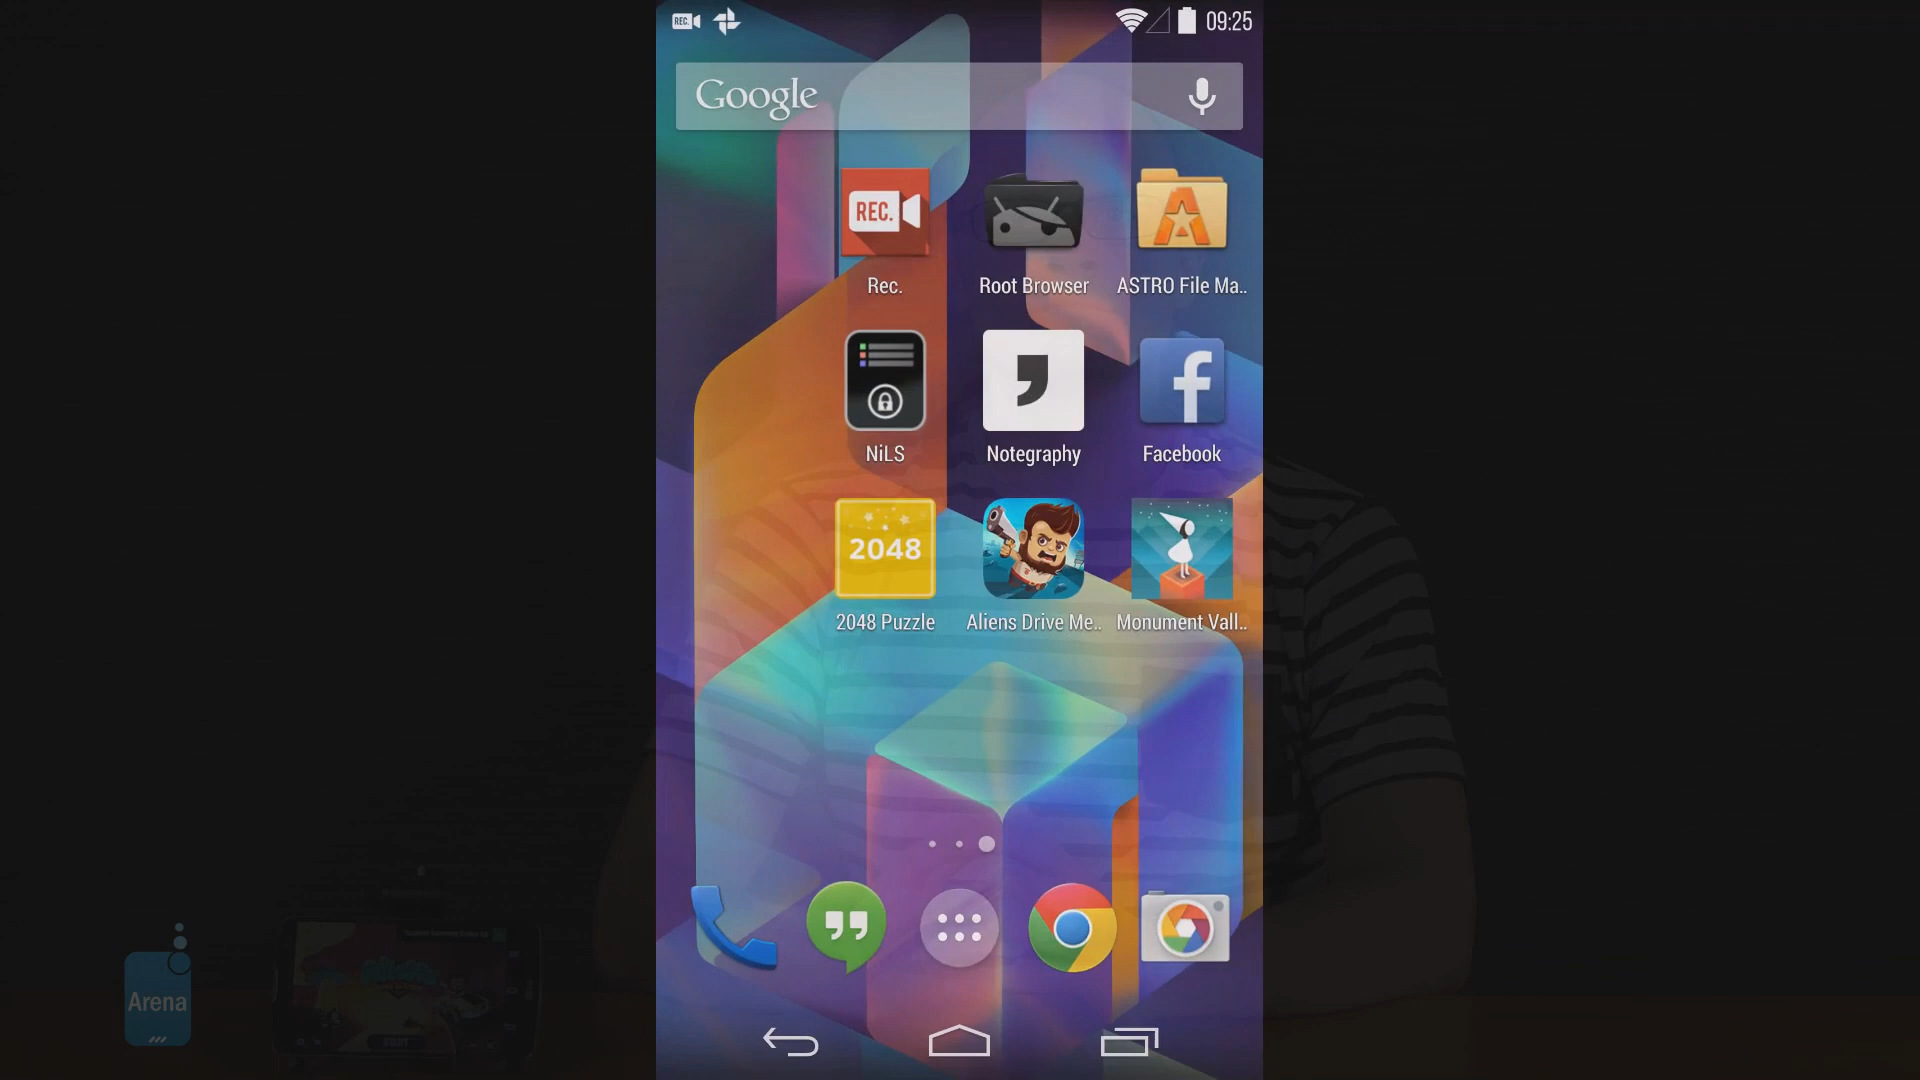 REC.
09:25
Google
REC.
Rec.
Root Browser
ASTRO File Ma..
NiLS
Notegraphy
Facebook
2048
2048 Puzzle
Aliens Drive Me..
Monument Vall..
Arena